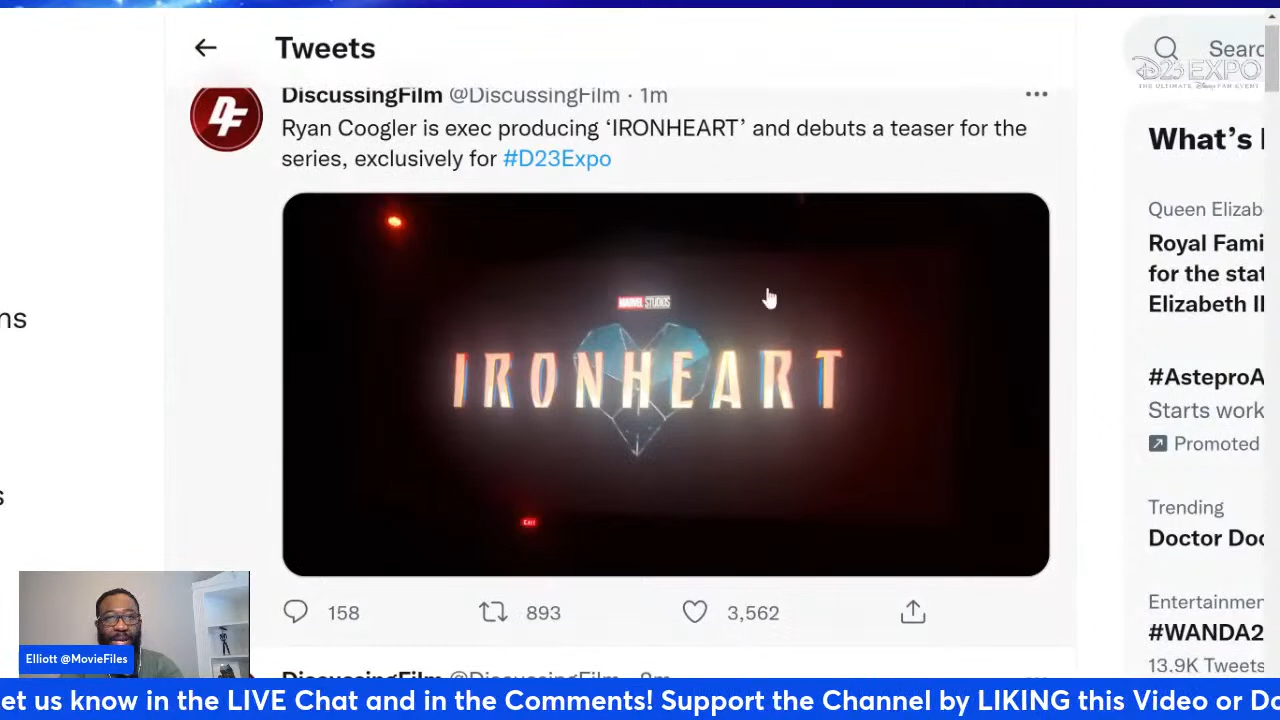 Tweets
DiscussingFilm @DiscussingFilm · 1m
Ryan Coogler is exec producing ‘IRONHEART’ and debuts a teaser for the
series, exclusively for #D23Expo
MARVEL STUDIOS
IRONHEART
Exit
158
893
3,562
DiscussingFilm @DiscussingFilm
Searc
D23 EXPO
THE ULTIMATE Disney FAN EVENT
What’s
Queen Elizab
Royal Fami
for the stat
Elizabeth II
#AsteproA
Starts work
Promoted
Trending
Doctor Doo
Entertainmen
#WANDA2
13.9K Tweets
ns
s
DF
Elliott @MovieFiles
et us know in the LIVE Chat and in the Comments! Support the Channel by LIKING this Video or Do